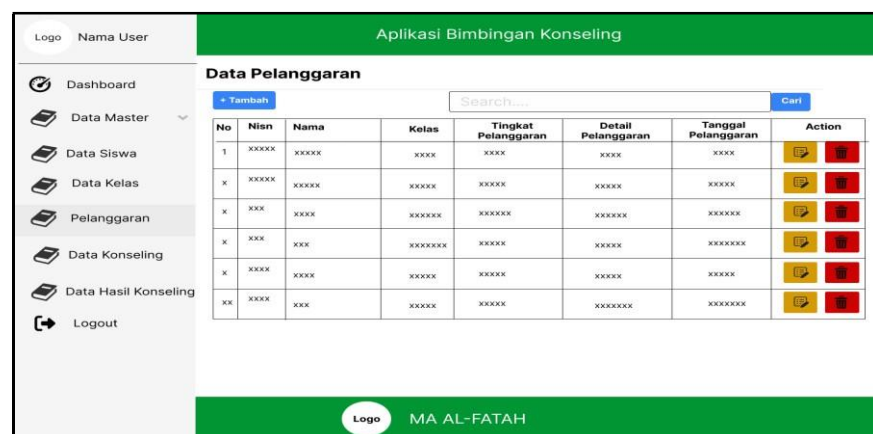 Logo Nama User
Aplikasi Bimbingan Konseling
Dashboard
Data Master
Data Siswa
Data Kelas
Pelanggaran
Data Konseling
Data Hasil Konseling
Logout
Data Pelanggaran
+ Tambah Search.... Cari
No Nisn Nama Kelas Tingkat Pelanggaran Detail Pelanggaran Tanggal Pelanggaran Action
1 xxxxx xxxxx xxxx xxxx xxxx xxxx
x xxxxx xxxxx xxxxx xxxxx xxxxx xxxxx
x xxx xxxx xxxxxx xxxxxx xxxxxx xxxxxx
x xxx xxx xxxxxxx xxxxx xxxxx xxxxxxx
x xxxx xxxx xxxxx xxxxx xxxxx xxxxx
xx xxxx xxx xxxxx xxxxx xxxxxxx xxxxxxx
Logo MA AL-FATAH